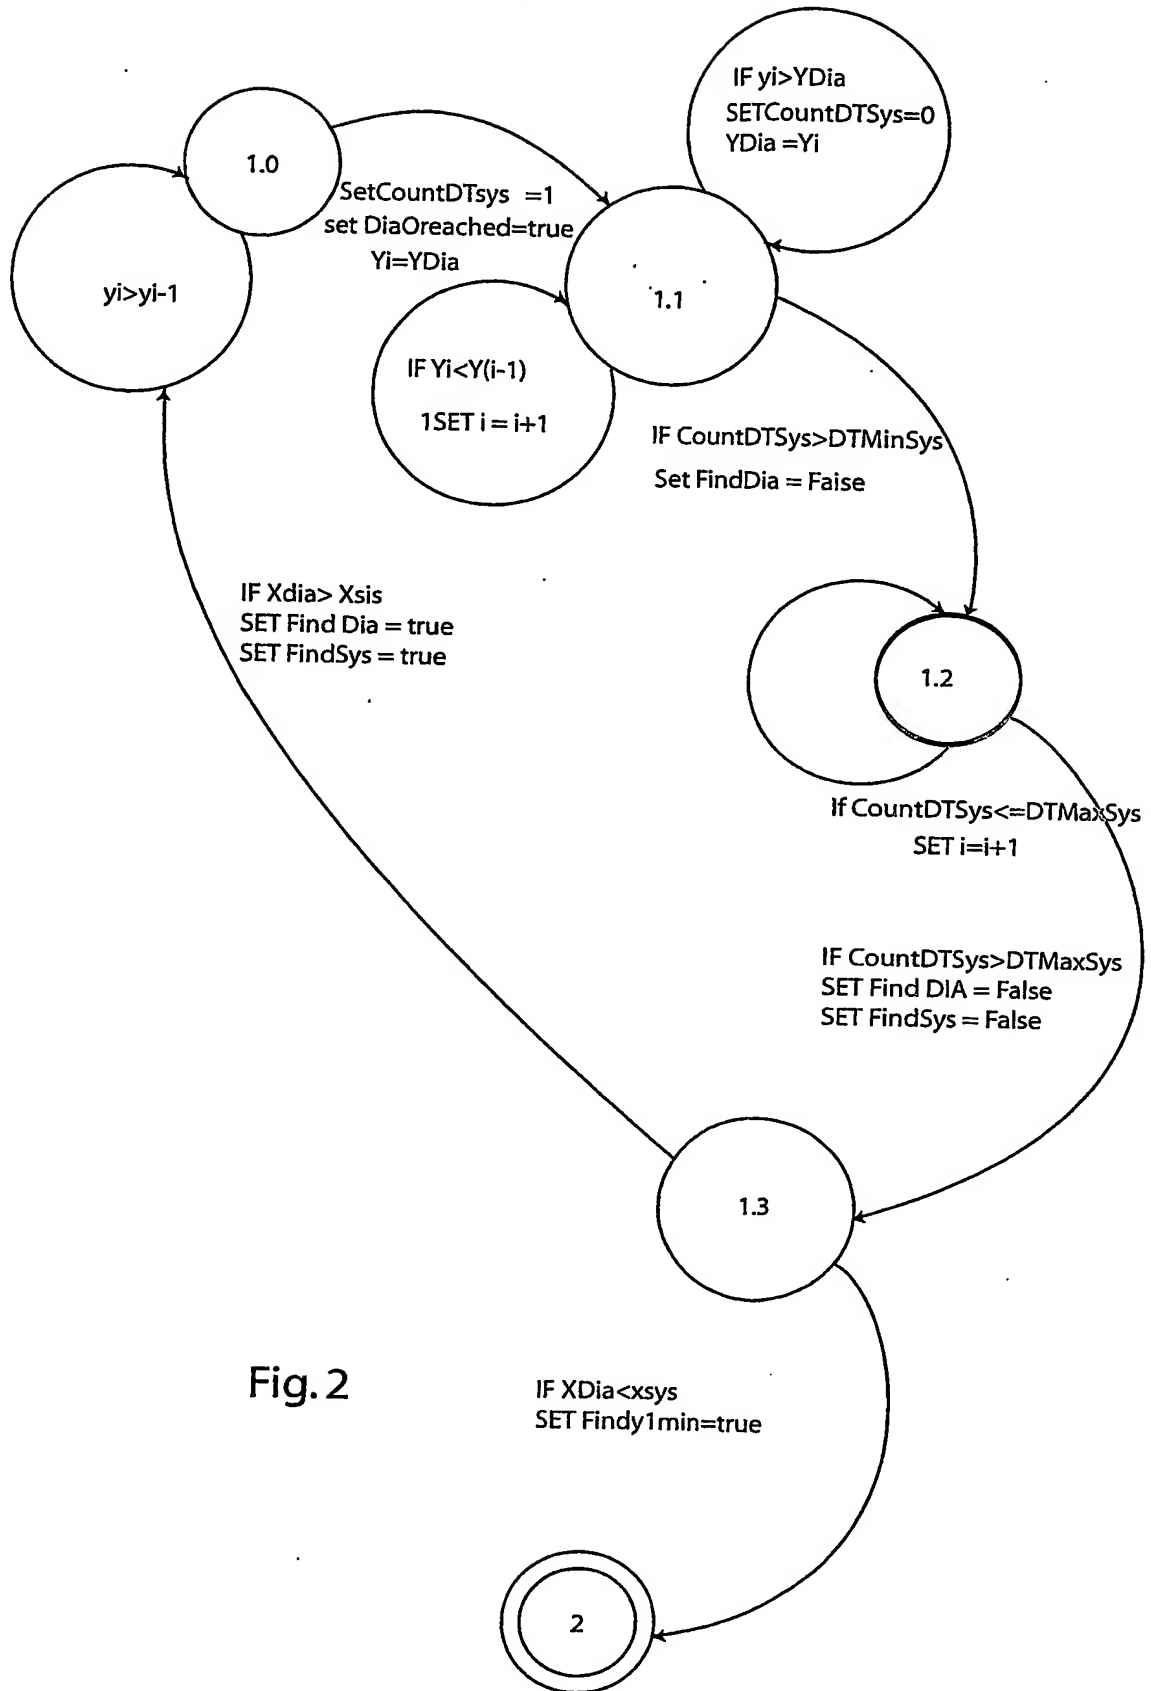 IF yi>YDia
SETCountDTSys=0
YDia =Yi
1.0
SetCountDTsys =1
set DiaOreached=true
Yi=YDia
yi>yi-1
1.1
IF Yi<Y(i-1)
1SET i = i+1
IF CountDTSys>DTMinSys
Set FindDia = Faise
IF Xdia> Xsis
SET Find Dia = true
SET FindSys = true
1.2
If CountDTSys<=DTMaxSys
SET i=i+1
IF CountDTSys>DTMaxSys
SET Find DIA = False
SET FindSys = False
1.3
Fig. 2
IF XDia<xsys
SET Findy1min=true
2